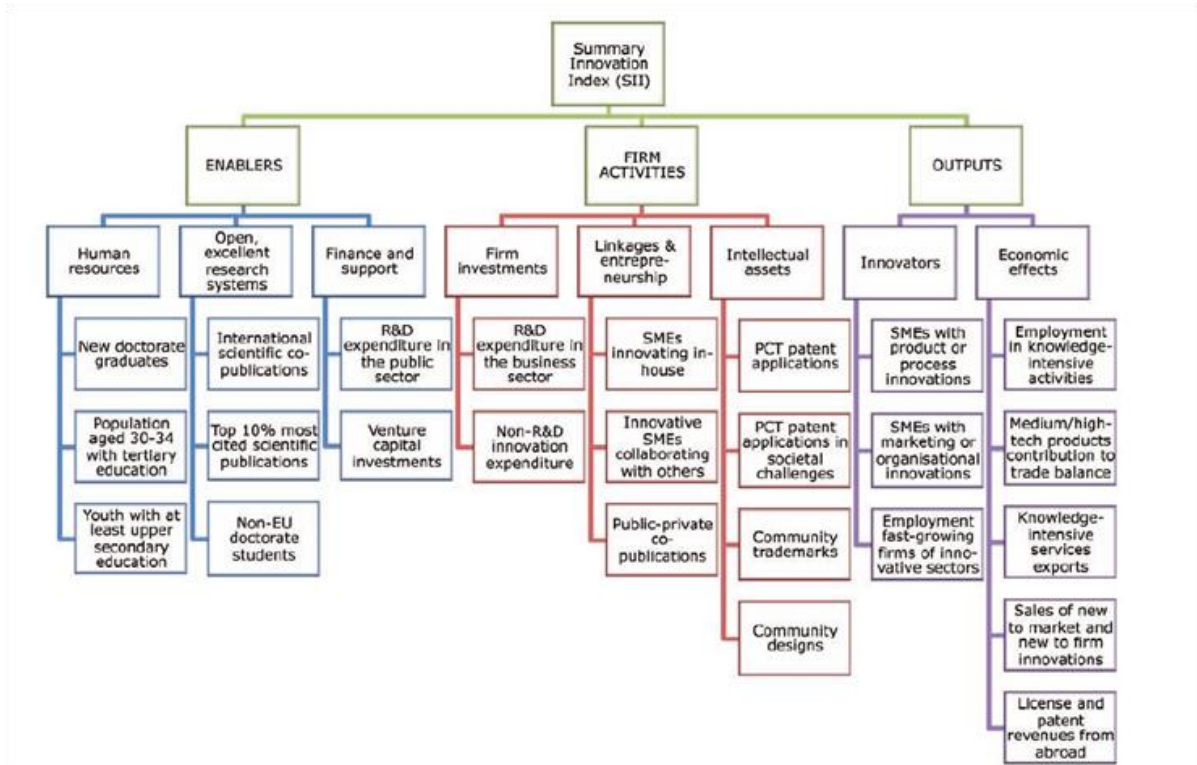 Summary
Innovation
Index (SII)
ENABLERS
FIRM
ACTIVITIES
OUTPUTS
Human
resources
Open,
excellent
research
systems
Finance and
support
Firm
investments
Linkages &
entrepre-
neurship
Intellectual
assets
Innovators
Economic
effects
New doctorate
graduates
International
scientific co-
publications
R&D
expenditure in
the public
sector
R&D
expenditure in
the business
sector
SMEs
innovating in-
house
PCT patent
applications
SMEs with
product or
process
innovations
Employment
in knowledge-
intensive
activities
Population
aged 30-34
with tertiary
education
Top 10% most
cited scientific
publications
Venture
capital
investments
Non-R&D
innovation
expenditure
Innovative
SMEs
collaborating
with others
PCT patent
applications in
societal
challenges
SMEs with
marketing or
organisational
innovations
Medium/high-
tech products
contribution to
trade balance
Youth with at
least upper
secondary
education
Non-EU
doctorate
students
Public-private
co-
publications
Community
trademarks
Employment
fast-growing
firms of inno-
vative sectors
Knowledge-
intensive
services
exports
Community
designs
Sales of new
to market and
new to firm
innovations
License and
patent
revenues from
abroad